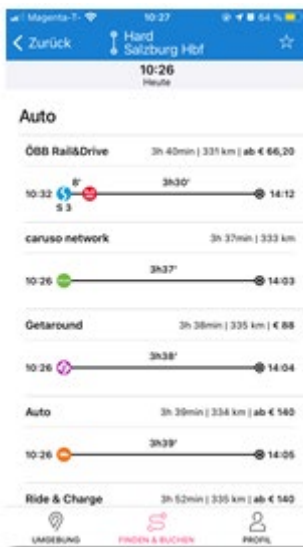 Magenta-T- 10:27 64 %
Zurück Hard
Salzburg Hbf
10:26
Heute
Auto
ÖBB Rail&Drive 3h 40min | 331 km | ab € 66,20
8' 3h30'
10:32 14:12
S 3
caruso network 3h 37min | 333 km
3h37'
10:26 14:03
Getaround 3h 38min | 335 km | € 88
3h38'
10:26 14:04
Auto 3h 39min | 334 km | ab € 140
3h39'
10:26 14:05
Ride & Charge 3h 52min | 335 km | ab € 140
UMGEBUNG FINDEN & BUCHEN PROFIL